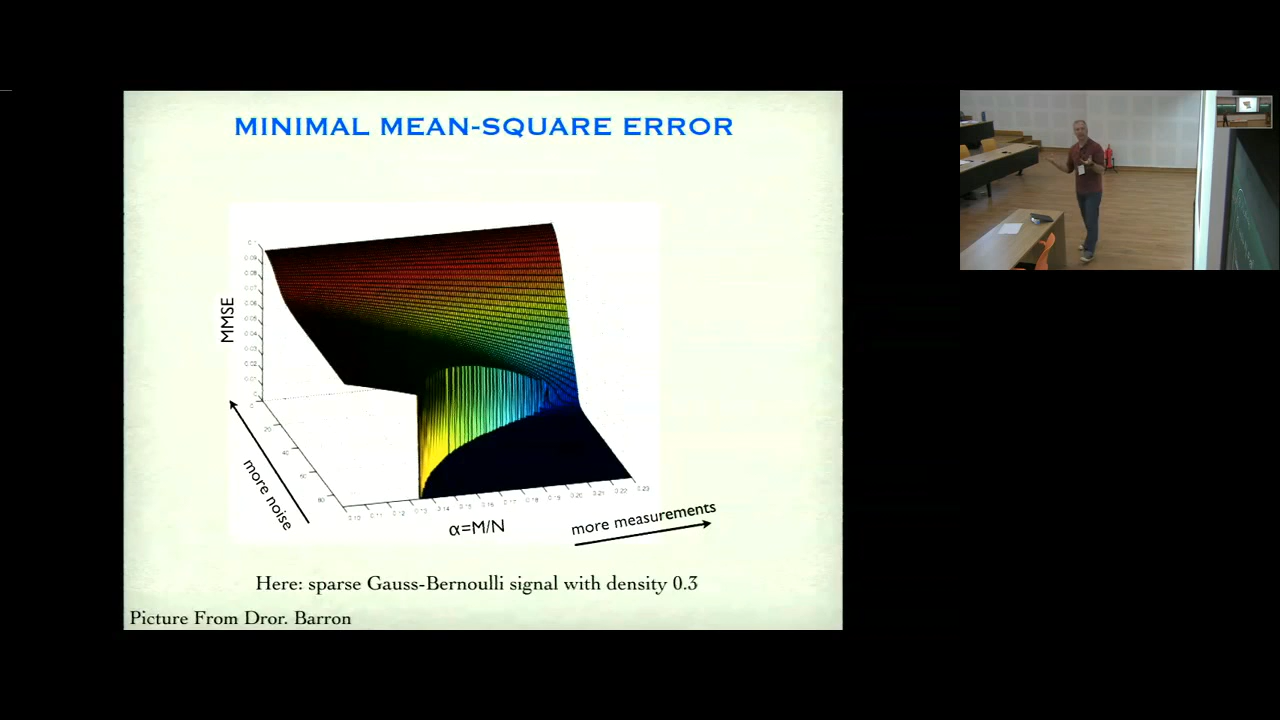 MINIMAL MEAN-SQUARE ERROR
MMSE
more noise
α=M/N
more measurements
Here: sparse Gauss-Bernoulli signal with density 0.3
Picture From Dror. Barron